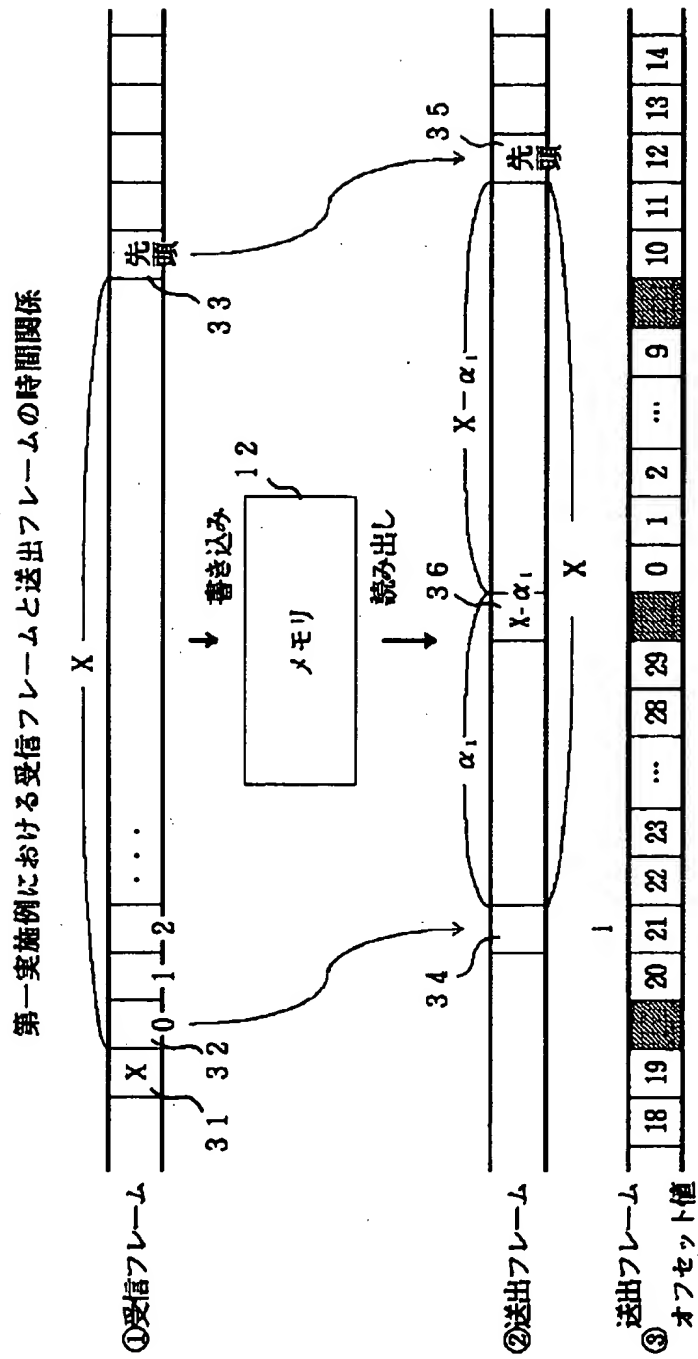 第一実施例における受信フレームと送出フレームの時間関係
X
①受信フレーム
X 0 1 2 ... 先頭
31 32 33
書き込み
メモリ
12
読み出し
36
α₁ X-α₁
34 35
②送出フレーム
X-α₁ 先頭
X
1
送出フレーム
③
オフセット値
18 19 20 21 22 23 ... 28 29 0 1 2 ... 9 10 11 12 13 14